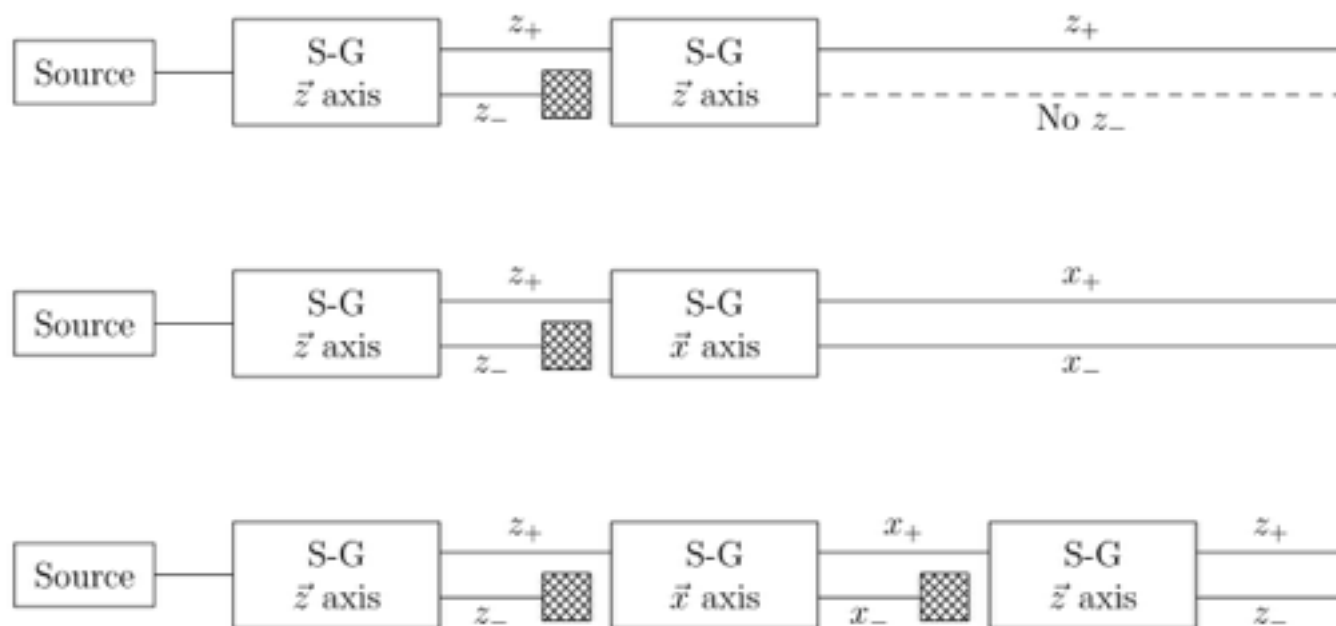 z₊ z₊
Source S-G
z⃗ axis S-G
z⃗ axis
z₋ No z₋
z₊ x₊
Source S-G
z⃗ axis S-G
x⃗ axis
z₋ x₋
z₊ x₊ z₊
Source S-G
z⃗ axis S-G
x⃗ axis S-G
z⃗ axis
z₋ x₋ z₋